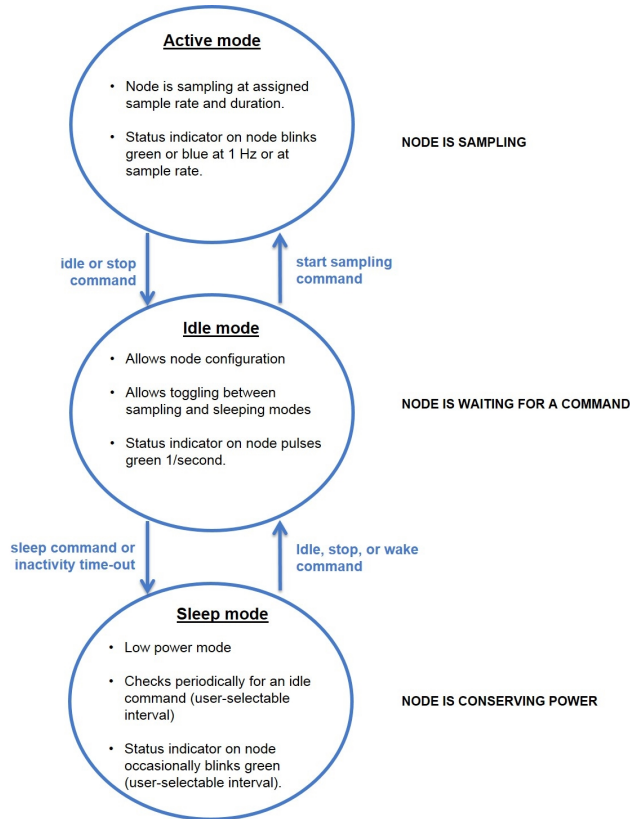 Active mode
• Node is sampling at assigned
sample rate and duration.
• Status indicator on node blinks
green or blue at 1 Hz or at
sample rate.
NODE IS SAMPLING
idle or stop
command
start sampling
command
Idle mode
• Allows node configuration
• Allows toggling between
sampling and sleeping modes
• Status indicator on node pulses
green 1/second.
NODE IS WAITING FOR A COMMAND
sleep command or
inactivity time-out
Idle, stop, or wake
command
Sleep mode
• Low power mode
• Checks periodically for an idle
command (user-selectable
interval)
• Status indicator on node
occasionally blinks green
(user-selectable interval).
NODE IS CONSERVING POWER